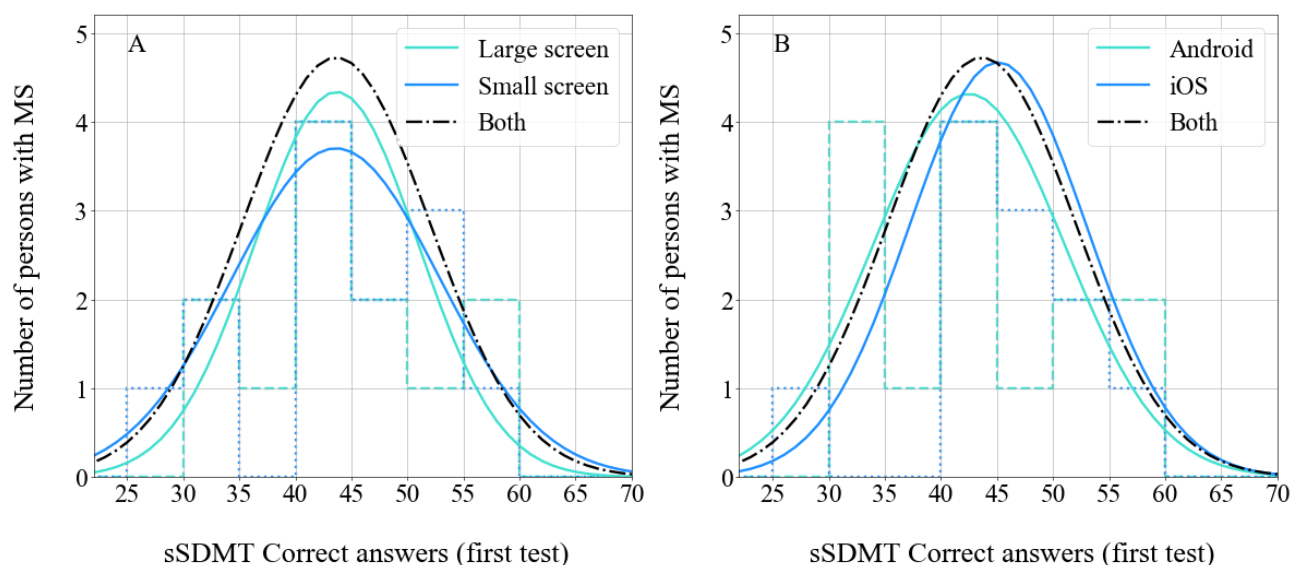 A
Large screen
Small screen
Both
Number of persons with MS
5
4
3
2
1
0
25 30 35 40 45 50 55 60 65 70
sSDMT Correct answers (first test)
B
Android
iOS
Both
Number of persons with MS
5
4
3
2
1
0
25 30 35 40 45 50 55 60 65 70
sSDMT Correct answers (first test)